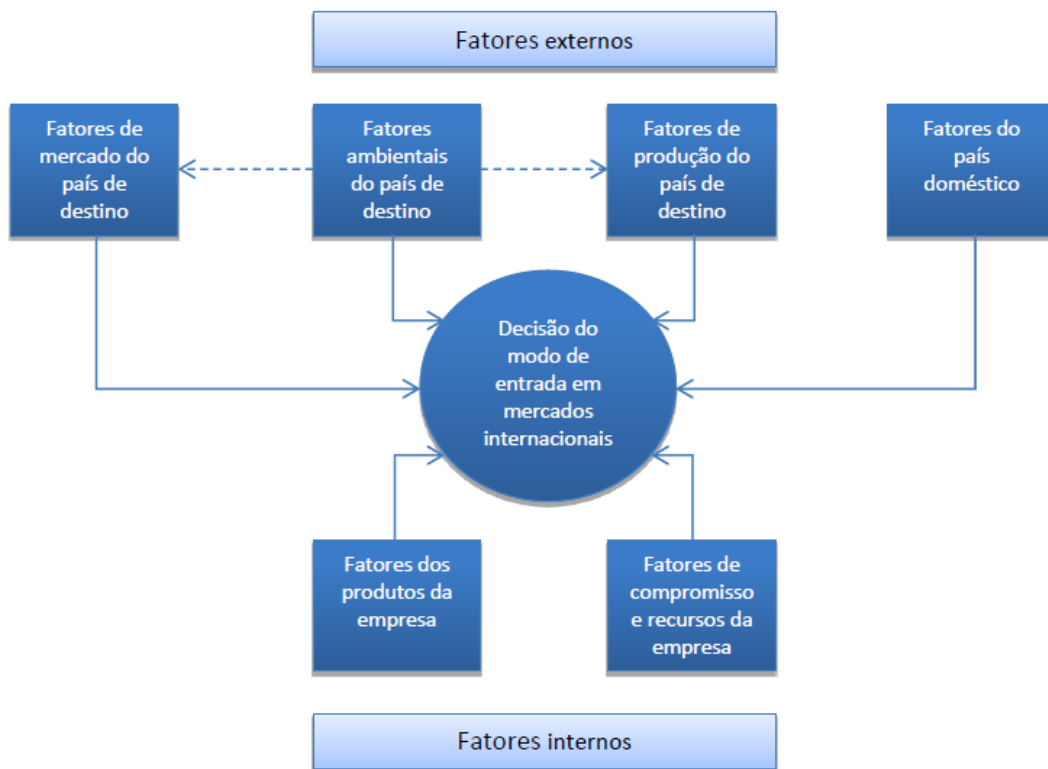 Fatores externos
Fatores de
mercado do
país de
destino
Fatores
ambientais
do país de
destino
Fatores de
produção do
país de
destino
Fatores do
país
doméstico
Decisão do
modo de
entrada em
mercados
internacionais
Fatores dos
produtos da
empresa
Fatores de
compromisso
e recursos da
empresa
Fatores internos